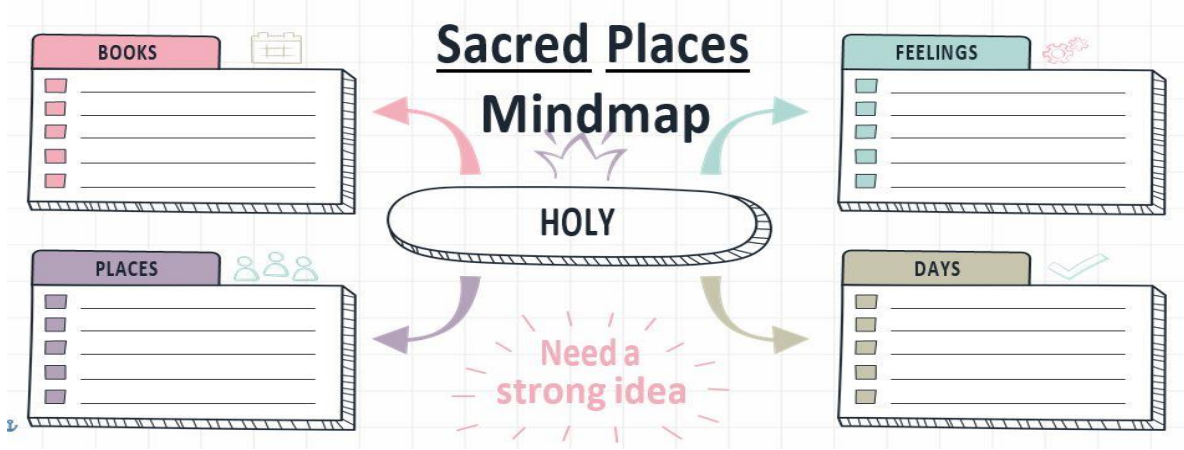 Sacred Places
Mindmap
BOOKS
FEELINGS
HOLY
PLACES
DAYS
Need a
strong idea